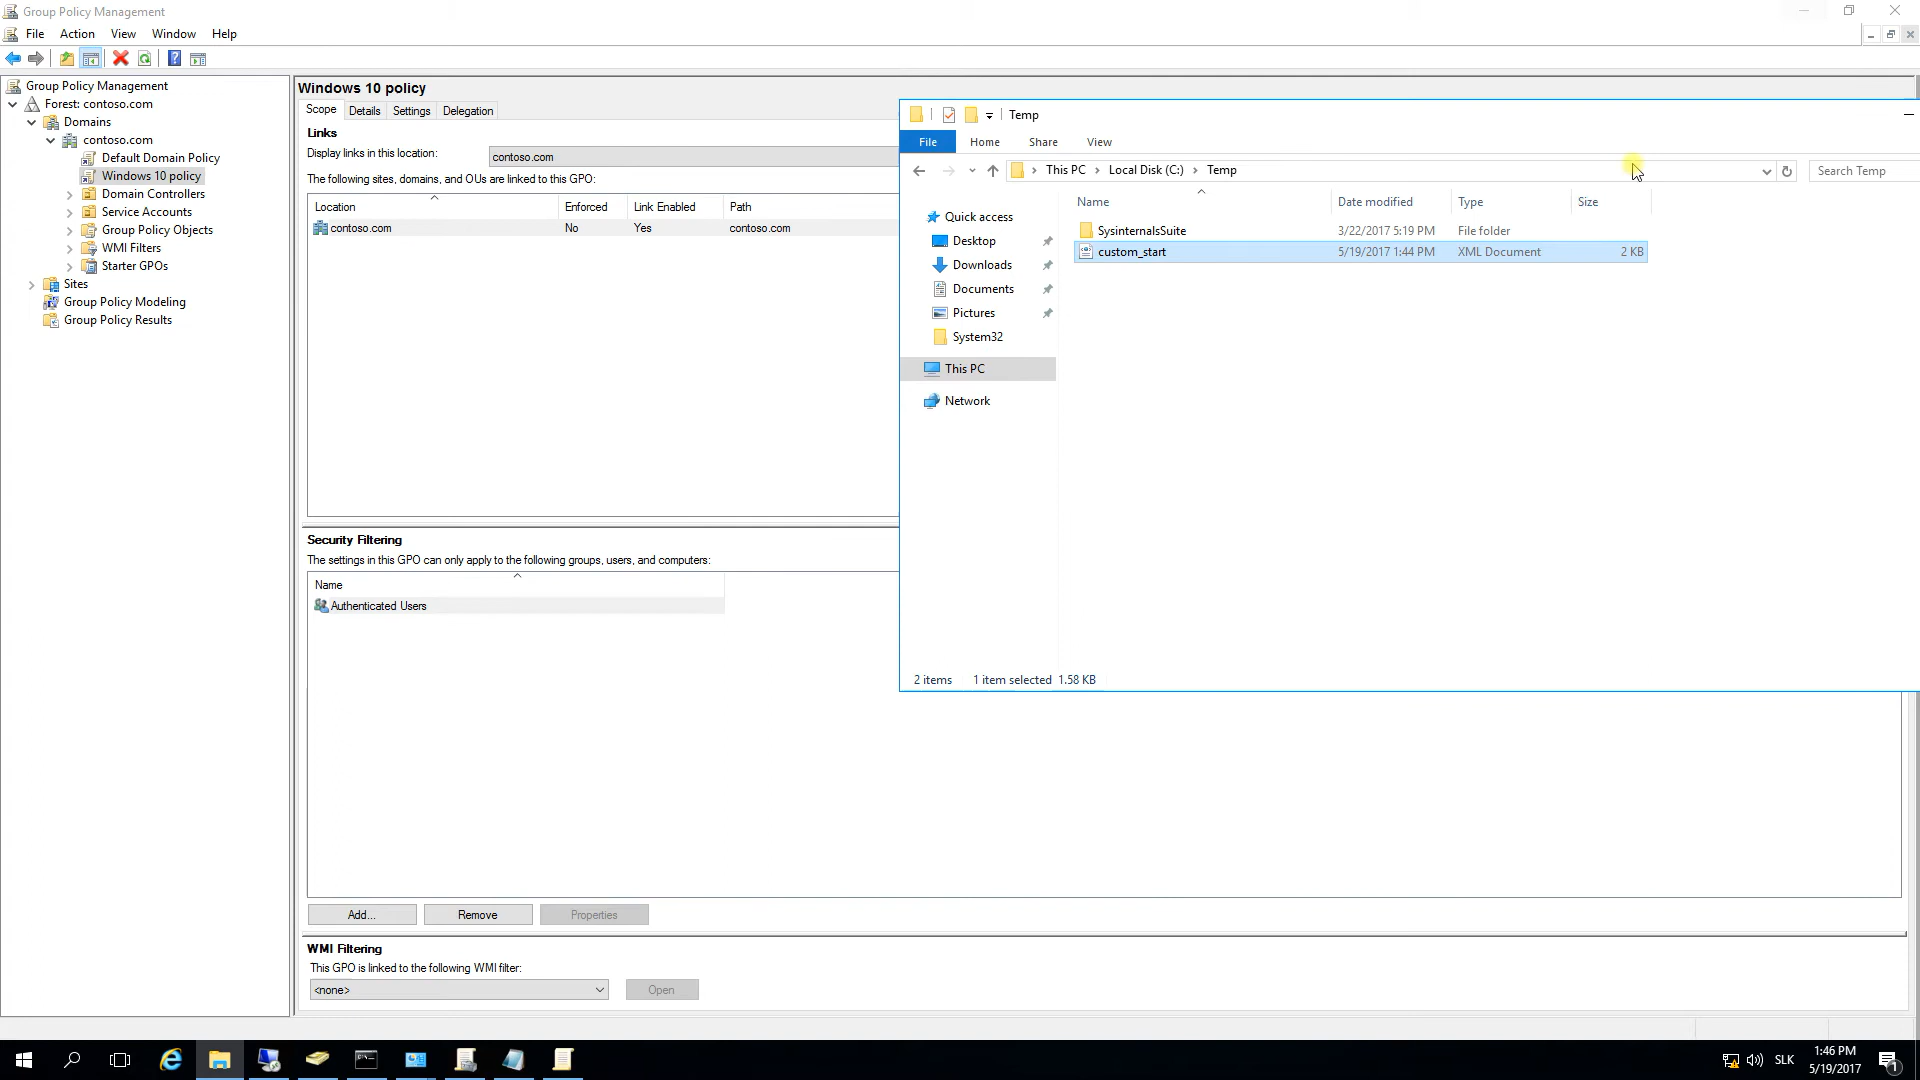 Group Policy Management
File Action View Window Help
Group Policy Management
Forest: contoso.com
Domains
contoso.com
Default Domain Policy
Windows 10 policy
Domain Controllers
Service Accounts
Group Policy Objects
WMI Filters
Starter GPOs
Sites
Group Policy Modeling
Group Policy Results
Windows 10 policy
Scope Details Settings Delegation
Links
Display links in this location: contoso.com
The following sites, domains, and OUs are linked to this GPO:
Location Enforced Link Enabled Path
contoso.com No Yes contoso.com
Security Filtering
The settings in this GPO can only apply to the following groups, users, and computers:
Name
Authenticated Users
Add... Remove Properties
WMI Filtering
This GPO is linked to the following WMI filter:
<none> Open
Temp
File Home Share View
This PC > Local Disk (C:) > Temp
Search Temp
Name Date modified Type Size
SysinternalsSuite 3/22/2017 5:19 PM File folder
custom_start 5/19/2017 1:44 PM XML Document 2 KB
Quick access
Desktop
Downloads
Documents
Pictures
System32
This PC
Network
2 items 1 item selected 1.58 KB
SLK
1:46 PM
5/19/2017
1